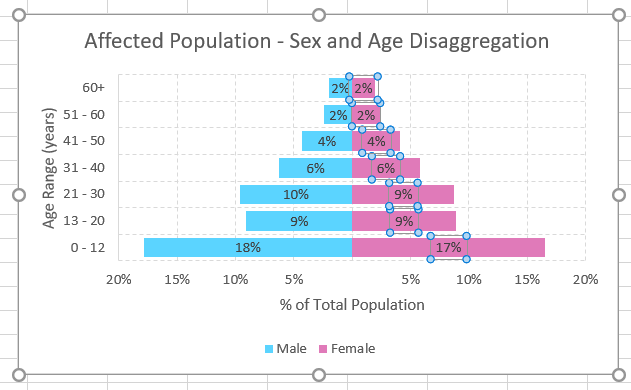 Affected Population - Sex and Age Disaggregation
Age Range (years)
60+ 2% 2%
51 - 60 2% 2%
41 - 50 4% 4%
31 - 40 6% 6%
21 - 30 10% 9%
13 - 20 9% 9%
0 - 12 18% 17%
20% 15% 10% 5% 5% 10% 15% 20%
% of Total Population
Male Female